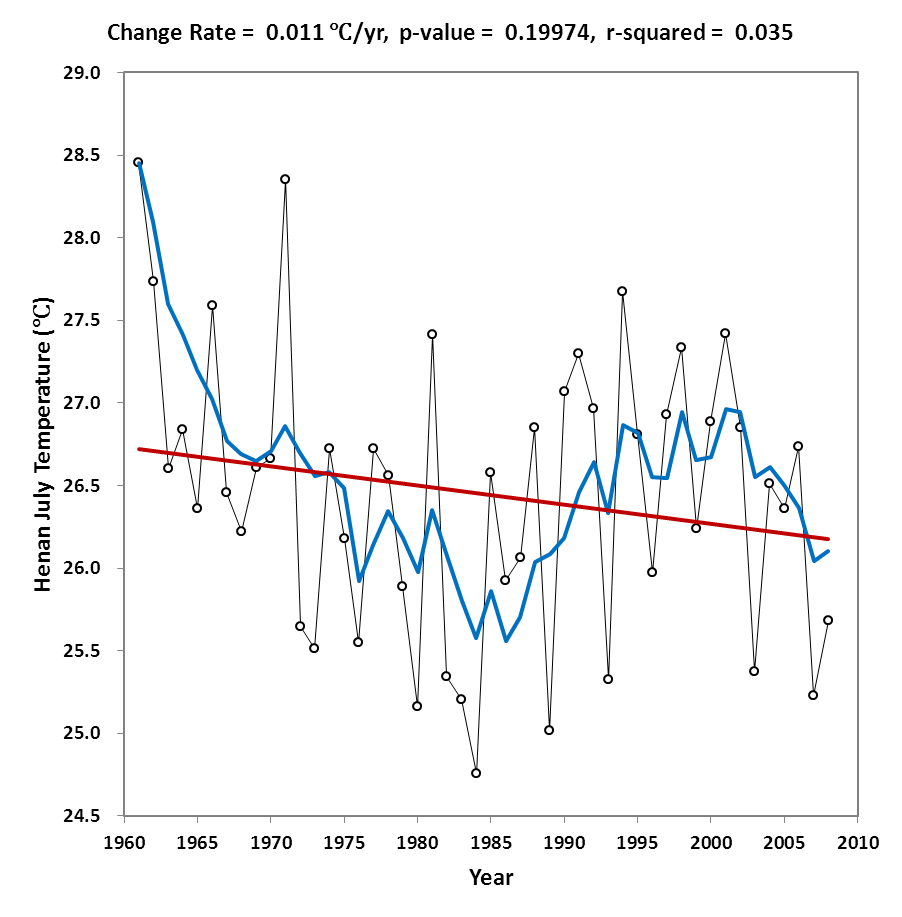 Change Rate = 0.011 ℃/yr, p-value = 0.19974, r-squared = 0.035
29.0
28.5
28.0
27.5
27.0
26.5
26.0
25.5
25.0
24.5
Henan July Temperature (℃)
1960 1965 1970 1975 1980 1985 1990 1995 2000 2005 2010
Year